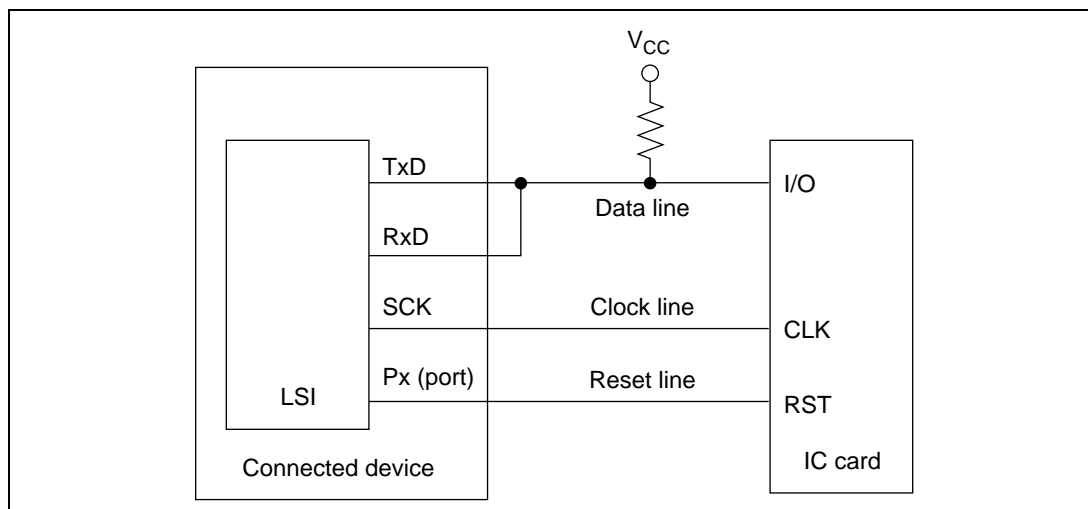 VCC
TxD
I/O
Data line
RxD
SCK
Clock line
CLK
Px (port)
Reset line
LSI
RST
Connected device
IC card